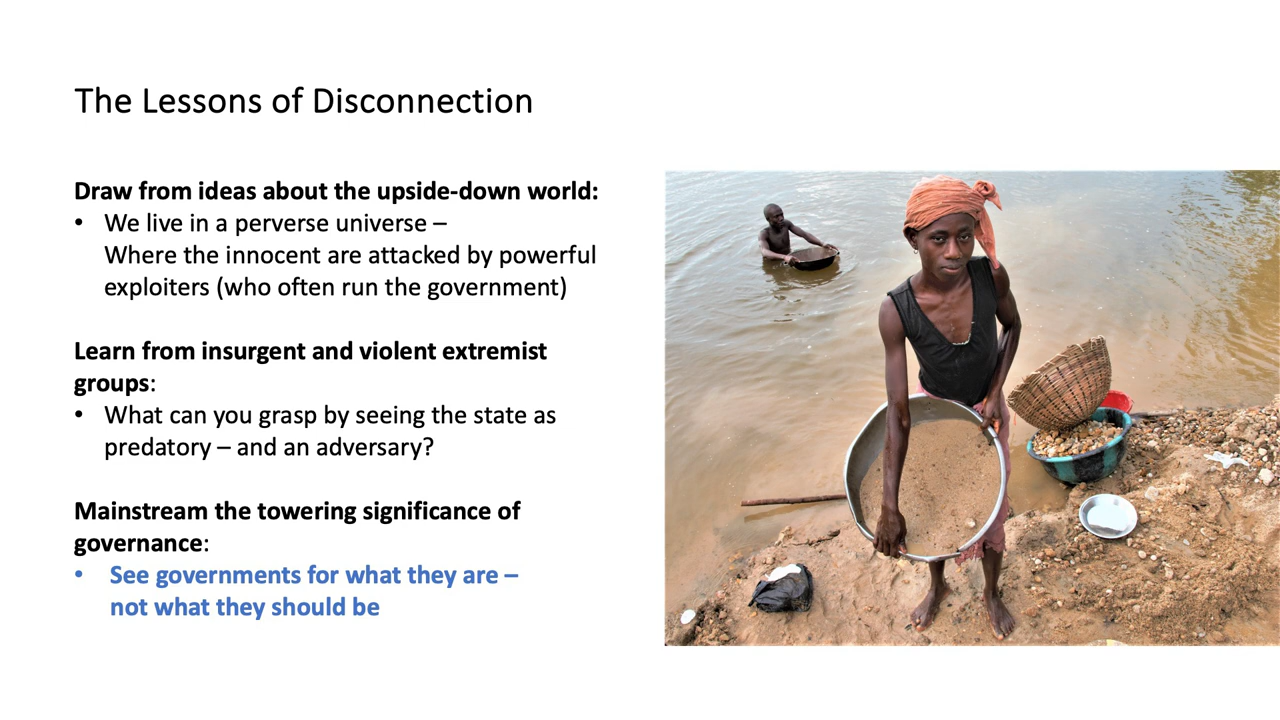 The Lessons of Disconnection
Draw from ideas about the upside-down world:
• We live in a perverse universe –
Where the innocent are attacked by powerful
exploiters (who often run the government)
Learn from insurgent and violent extremist
groups:
• What can you grasp by seeing the state as
predatory – and an adversary?
Mainstream the towering significance of
governance:
• See governments for what they are –
not what they should be